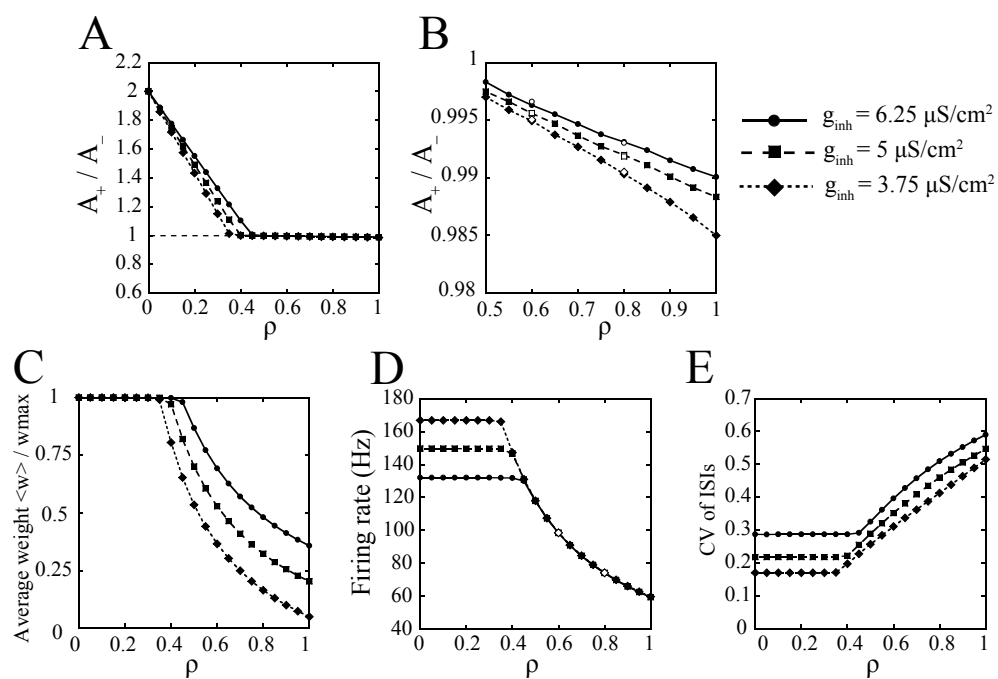 A
B
2.2
2
1.8
1.6
1.4
1.2
1
0.8
0.6
A+ / A−
0 0.2 0.4 0.6 0.8 1
ρ
1
0.995
0.99
0.985
0.98
A+ / A−
0.5 0.6 0.7 0.8 0.9 1
ρ
ginh = 6.25 μS/cm²
ginh = 5 μS/cm²
ginh = 3.75 μS/cm²
C
D
E
1
0.75
0.5
0.25
0
Average weight <w> / wmax
0 0.2 0.4 0.6 0.8 1
ρ
180
160
140
120
100
80
60
40
Firing rate (Hz)
0 0.2 0.4 0.6 0.8 1
ρ
0.7
0.6
0.5
0.4
0.3
0.2
0.1
0
CV of ISIs
0 0.2 0.4 0.6 0.8 1
ρ